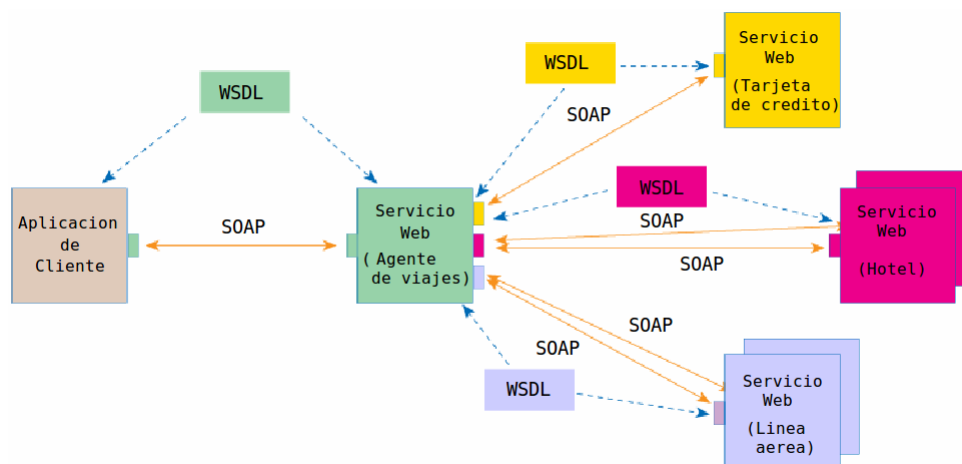 WSDL
Aplicacion
de
Cliente
SOAP
Servicio
Web
( Agente
de viajes)
WSDL
SOAP
Servicio
Web
(Tarjeta
de credito)
WSDL
SOAP
SOAP
Servicio
Web
(Hotel)
SOAP
SOAP
WSDL
Servicio
Web
(Linea
aerea)